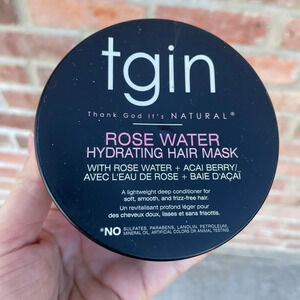 tgin
Thank God It's NATURAL®
ROSE WATER
HYDRATING HAIR MASK
WITH ROSE WATER + ACAI BERRY/
AVEC L'EAU DE ROSE + BAIE D'AÇAÏ
A lightweight deep conditioner for
soft, smooth, and frizz-free hair.
Un revitalisant profond léger pour
des cheveux doux, lisses et sans frisottis.
*NO SULFATES, PARABENS, LANOLIN, PETROLEUM,
MINERAL OIL, ARTIFICIAL COLORS OR ANIMAL TESTING